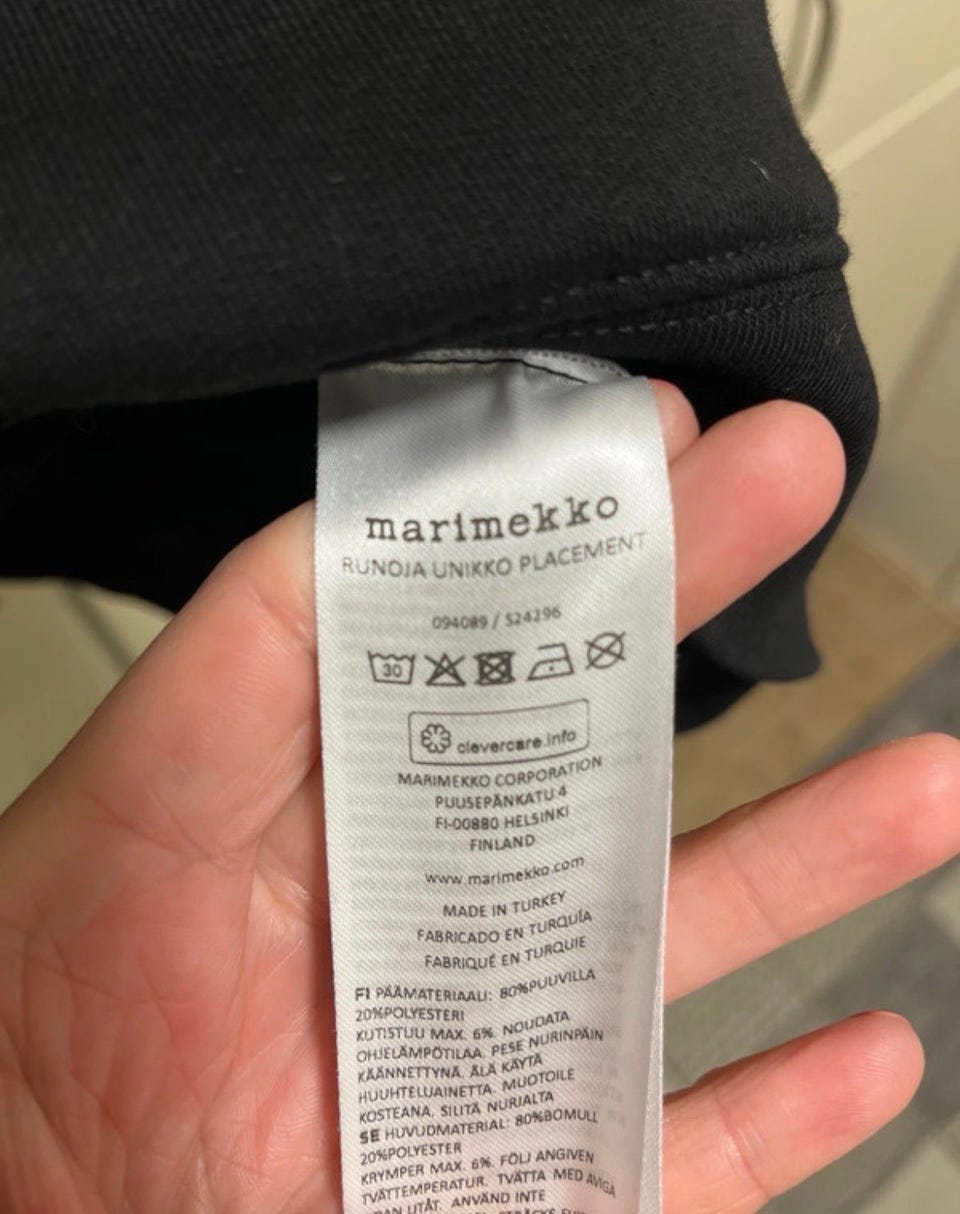 marimekko
RUNOJA UNIKKO PLACEMENT
094089 / S24296
30
clevercare.info
MARIMEKKO CORPORATION
PUUSEPÄNKATU 4
FI-00880 HELSINKI
FINLAND
www.marimekko.com
MADE IN TURKEY
FABRICADO EN TURQUÍA
FABRIQUÉ EN TURQUIE
FI PÄÄMATERIAALI: 80%PUUVILLA
20%POLYESTERI
KUTISTUU MAX. 6%. NOUDATA
OHJELÄMPÖTILAA. PESE NURINPÄIN
KÄÄNNETTYNÄ. ÄLÄ KÄYTÄ
HUUHTELUAINETTA. MUOTOILE
KOSTEANA, SILITÄ NURJALTA
SE HUVUDMATERIAL: 80%BOMULL
20%POLYESTER
KRYMPER MAX. 6%. FÖLJ ANGIVEN
TVÄTTEMPERATUR. TVÄTTA MED AVIGA
UTÅT. ANVÄND INTE